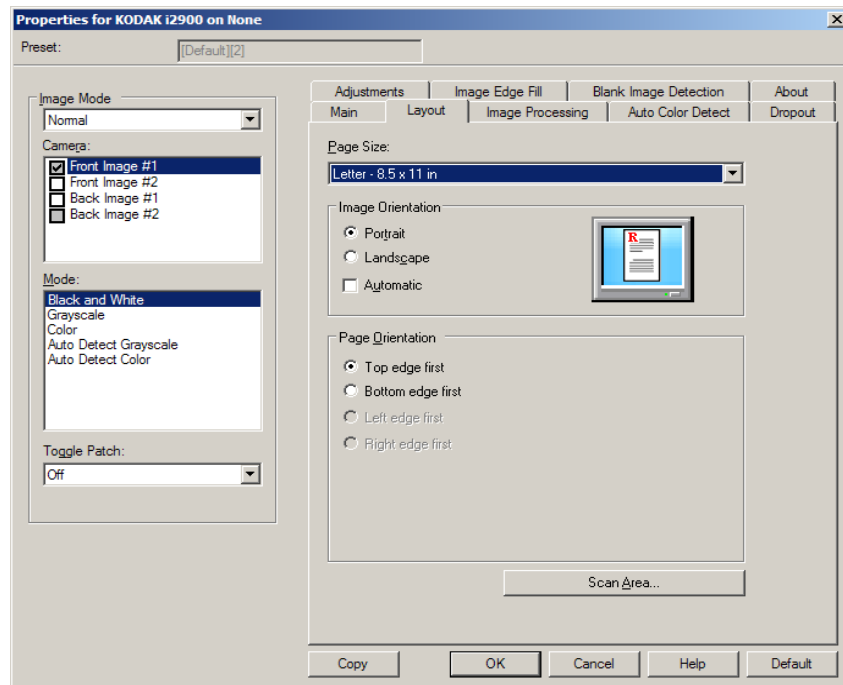 Properties for KODAK i2900 on None
Preset:
[Default][2]
Image Mode
Normal
Camera:
Front Image #1
Front Image #2
Back Image #1
Back Image #2
Mode:
Black and White
Grayscale
Color
Auto Detect Grayscale
Auto Detect Color
Toggle Patch:
Off
Adjustments Image Edge Fill Blank Image Detection About
Main Layout Image Processing Auto Color Detect Dropout
Page Size:
Letter - 8.5 x 11 in
Image Orientation
Portrait
Landscape
Automatic
R
Page Orientation
Top edge first
Bottom edge first
Left edge first
Right edge first
Scan Area...
Copy OK Cancel Help Default